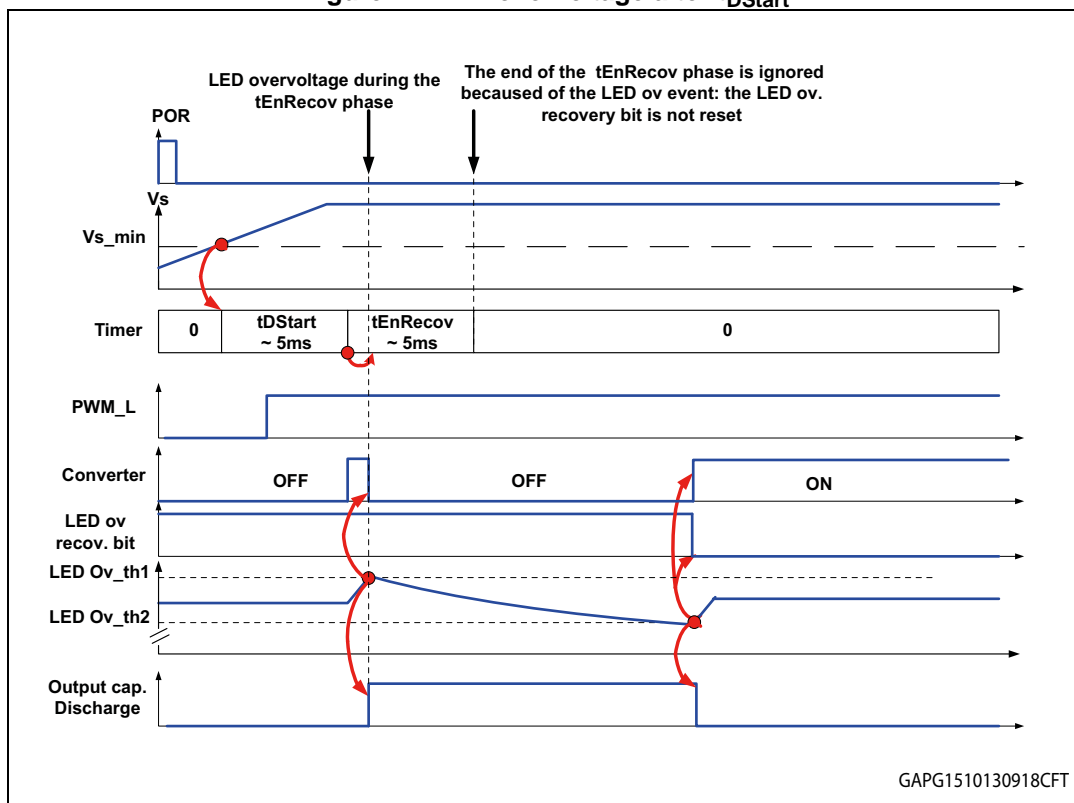 tDStart
LED overvoltage during the
tEnRecov phase
The end of the tEnRecov phase is ignored
becaused of the LED ov event: the LED ov.
recovery bit is not reset
POR
Vs
Vs_min
Timer
0
tDStart
~ 5ms
tEnRecov
~ 5ms
0
PWM_L
Converter
OFF
OFF
ON
LED ov
recov. bit
LED Ov_th1
LED Ov_th2
Output cap.
Discharge
GAPG1510130918CFT